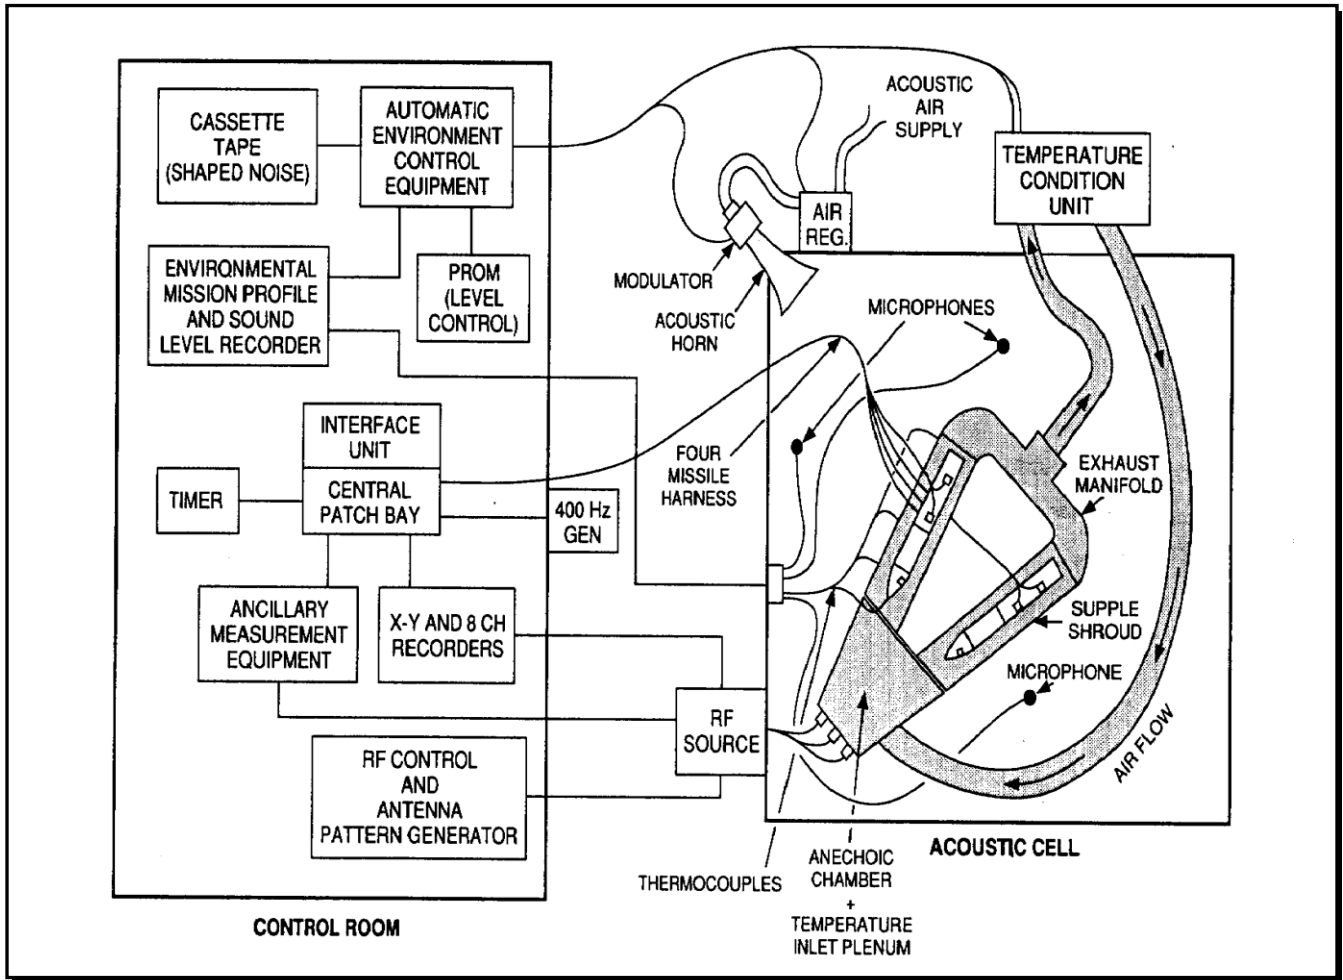 CASSETTE
TAPE
(SHAPED NOISE)
AUTOMATIC
ENVIRONMENT
CONTROL
EQUIPMENT
ENVIRONMENTAL
MISSION PROFILE
AND SOUND
LEVEL RECORDER
PROM
(LEVEL
CONTROL)
INTERFACE
UNIT
TIMER
CENTRAL
PATCH BAY
400 Hz
GEN
ANCILLARY
MEASUREMENT
EQUIPMENT
X-Y AND 8 CH
RECORDERS
RF
SOURCE
RF CONTROL
AND
ANTENNA
PATTERN GENERATOR
CONTROL ROOM
ACOUSTIC
AIR
SUPPLY
TEMPERATURE
CONDITION
UNIT
AIR
REG.
MODULATOR
ACOUSTIC
HORN
MICROPHONES
FOUR
MISSILE
HARNESS
EXHAUST
MANIFOLD
SUPPLE
SHROUD
MICROPHONE
AIR FLOW
ACOUSTIC CELL
THERMOCOUPLES
ANECHOIC
CHAMBER
+
TEMPERATURE
INLET PLENUM